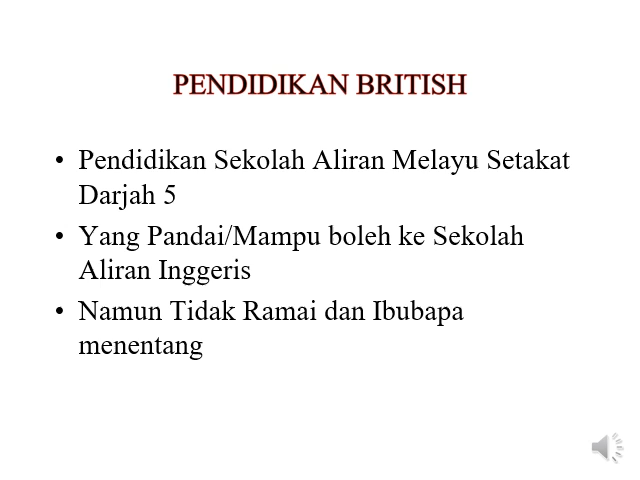 PENDIDIKAN BRITISH
• Pendidikan Sekolah Aliran Melayu Setakat
Darjah 5
• Yang Pandai/Mampu boleh ke Sekolah
Aliran Inggeris
• Namun Tidak Ramai dan Ibubapa
menentang